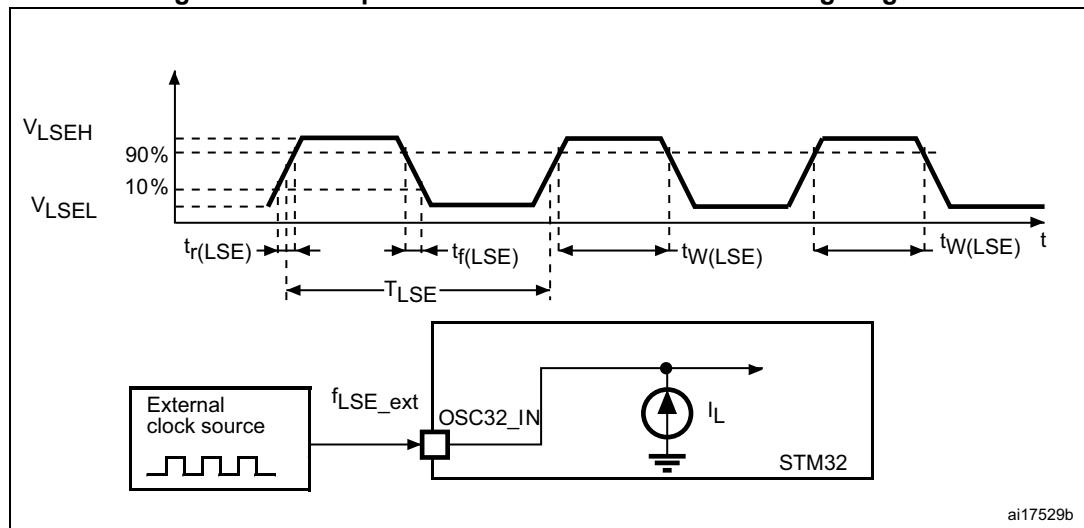 VLSEH
90%
10%
VLSEL
tr(LSE)
tf(LSE)
tW(LSE)
tW(LSE)
t
TLSE
fLSE_ext
External
clock source
OSC32_IN
IL
STM32
ai17529b